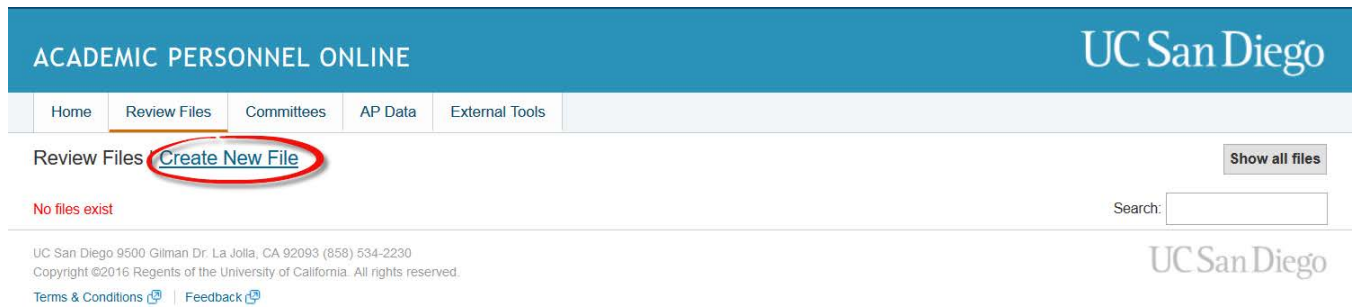 ACADEMIC PERSONNEL ONLINE
UC San Diego
Home Review Files Committees AP Data External Tools
Review Files | Create New File
Show all files
No files exist
Search:
UC San Diego 9500 Gilman Dr. La Jolla, CA 92093 (858) 534-2230
Copyright ©2016 Regents of the University of California. All rights reserved.
Terms & Conditions | Feedback
UC San Diego